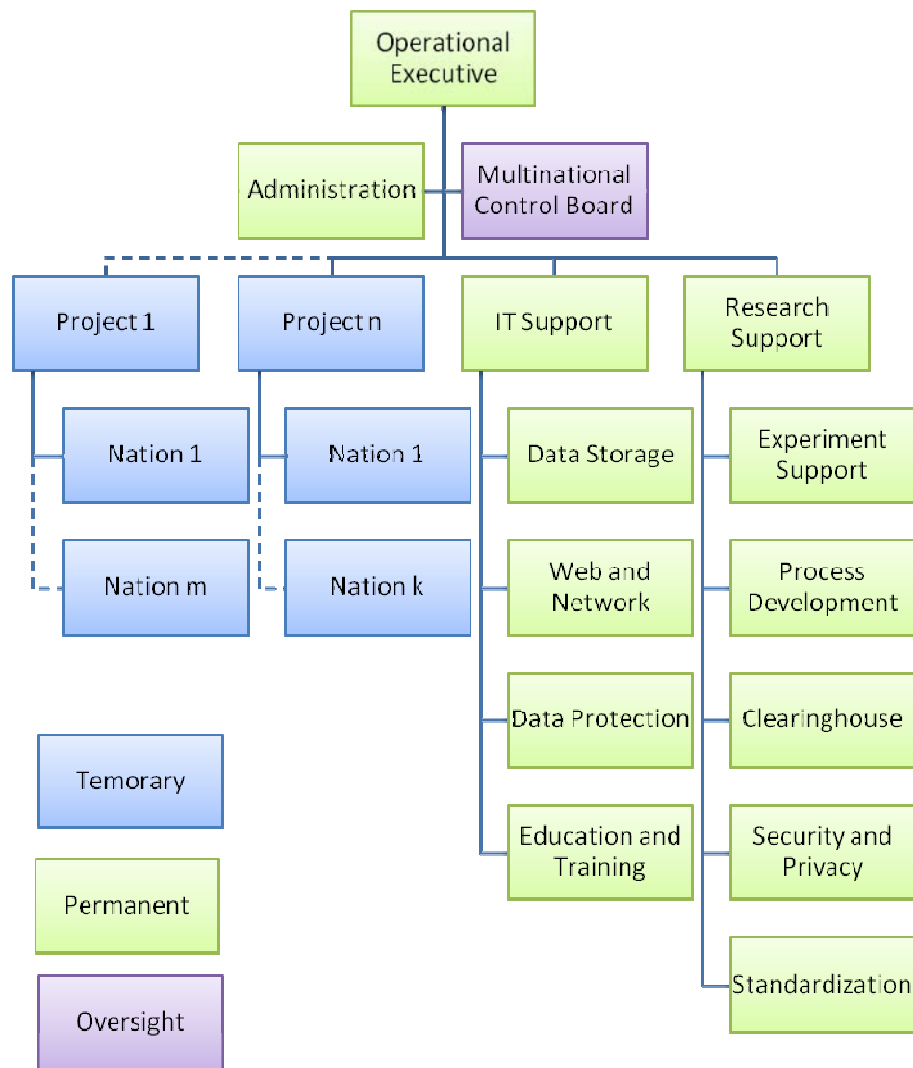 Operational
Executive
Administration
Multinational
Control Board
Project 1
Project n
IT Support
Research
Support
Nation 1
Nation 1
Data Storage
Experiment
Support
Nation m
Nation k
Web and
Network
Process
Development
Data Protection
Clearinghouse
Temorary
Education and
Training
Security and
Privacy
Permanent
Standardization
Oversight